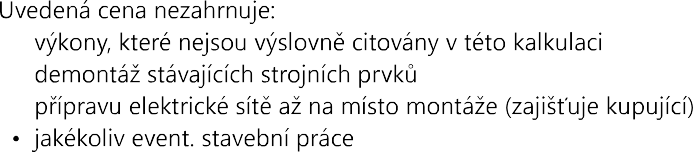 Uvedená cena nezahrnuje:
výkony, které nejsou výslovně citovány v této kalkulaci
demontáž stávajících strojních prvků
přípravu elektrické sítě až na místo montáže (zajišťuje kupující)
• jakékoliv event. stavební práce